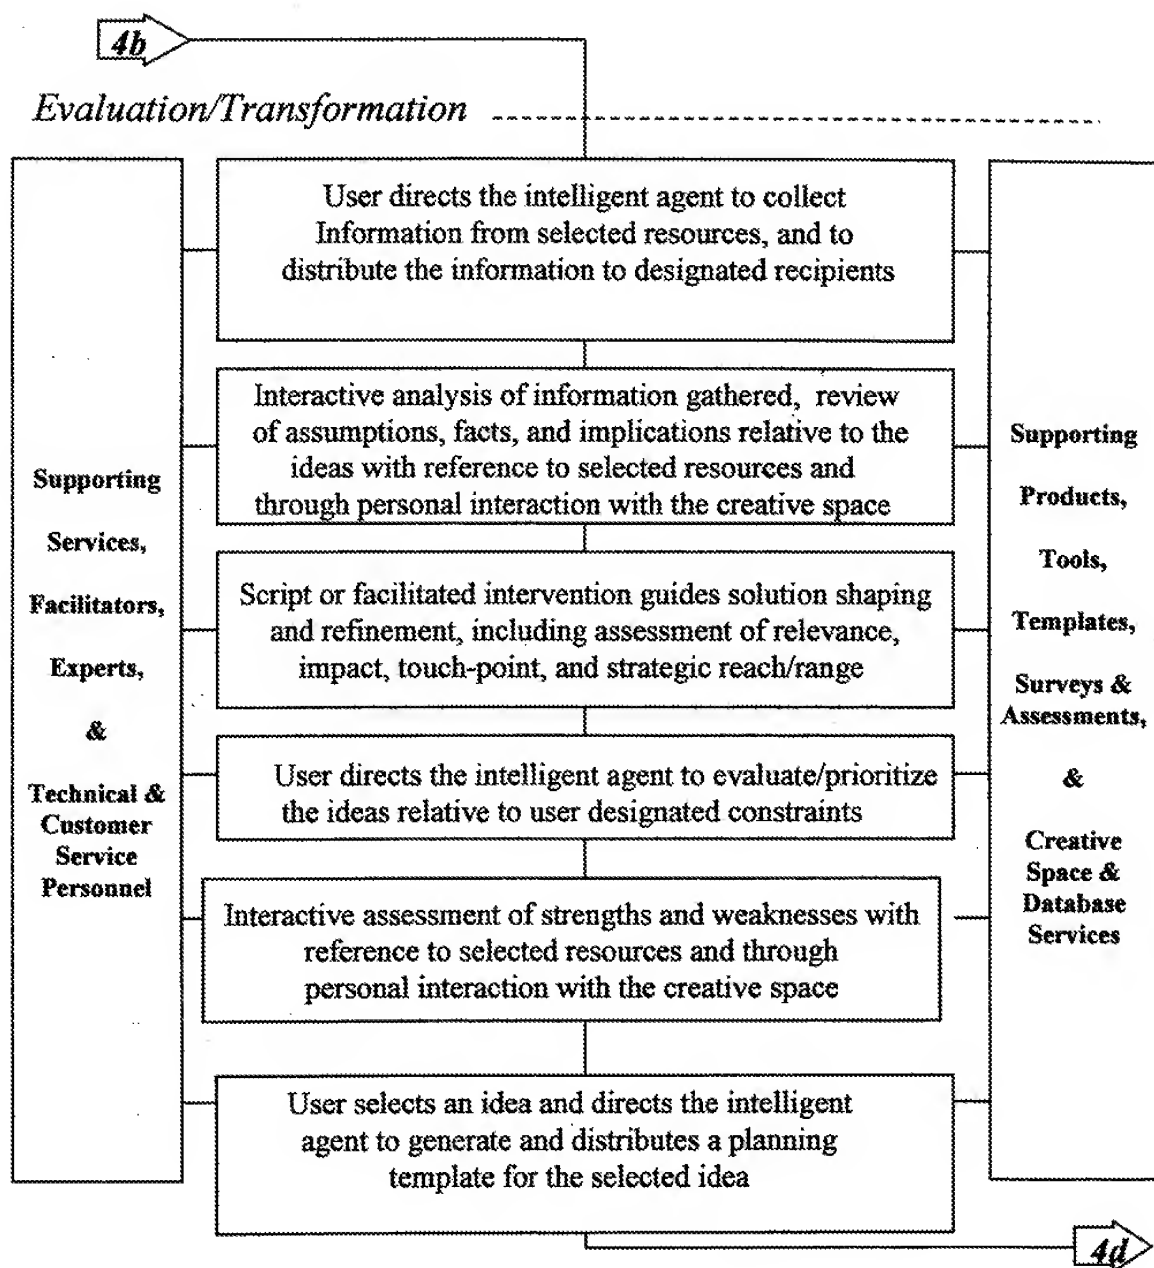 4b
Evaluation/Transformation
User directs the intelligent agent to collect
Information from selected resources, and to
distribute the information to designated recipients
Interactive analysis of information gathered, review
of assumptions, facts, and implications relative to the
ideas with reference to selected resources and
through personal interaction with the creative space
Script or facilitated intervention guides solution shaping
and refinement, including assessment of relevance,
impact, touch-point, and strategic reach/range
User directs the intelligent agent to evaluate/prioritize
the ideas relative to user designated constraints
Interactive assessment of strengths and weaknesses with
reference to selected resources and through
personal interaction with the creative space
User selects an idea and directs the intelligent
agent to generate and distributes a planning
template for the selected idea
Supporting
Services,
Facilitators,
Experts,
&
Technical &
Customer
Service
Personnel
Supporting
Products,
Tools,
Templates,
Surveys &
Assessments,
&
Creative
Space &
Database
Services
4d